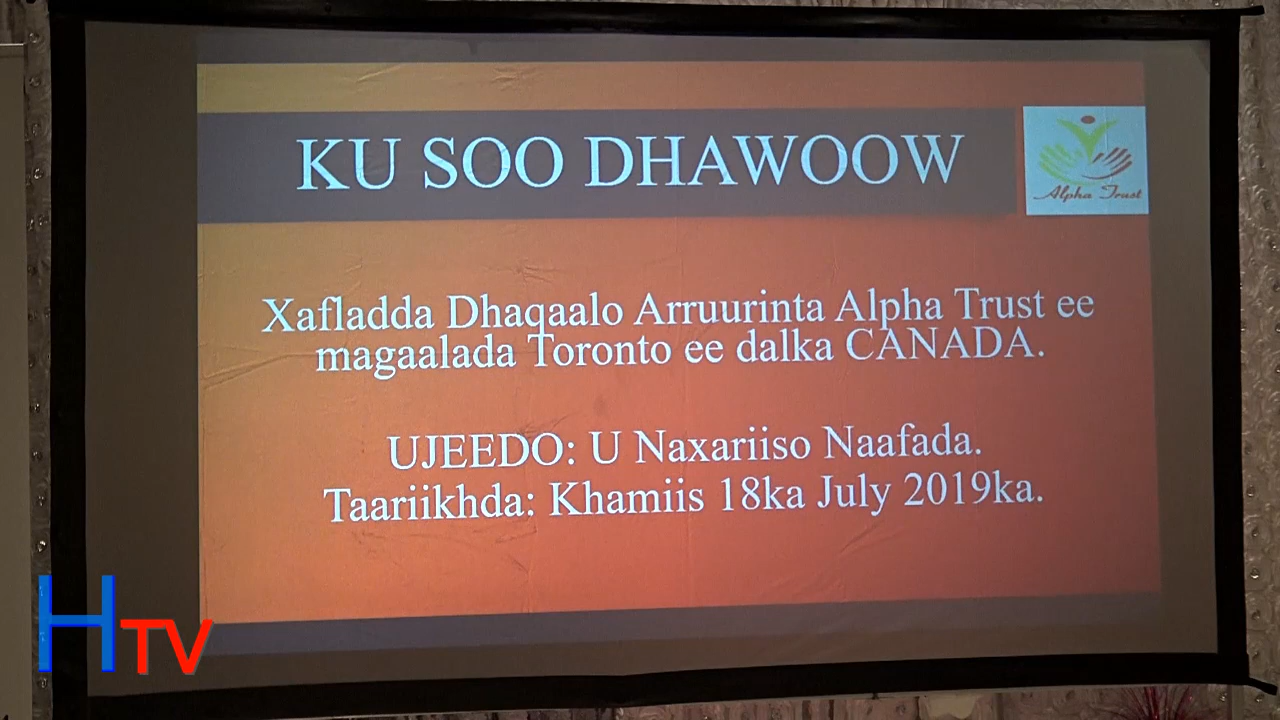 KU SOO DHAWOOW
Alpha Trust
Xafladda Dhaqaalo Arruurinta Alpha Trust ee
magaalada Toronto ee dalka CANADA.
UJEEDO: U Naxariiso Naafada.
Taariikhda: Khamiis 18ka July 2019ka.
HTV